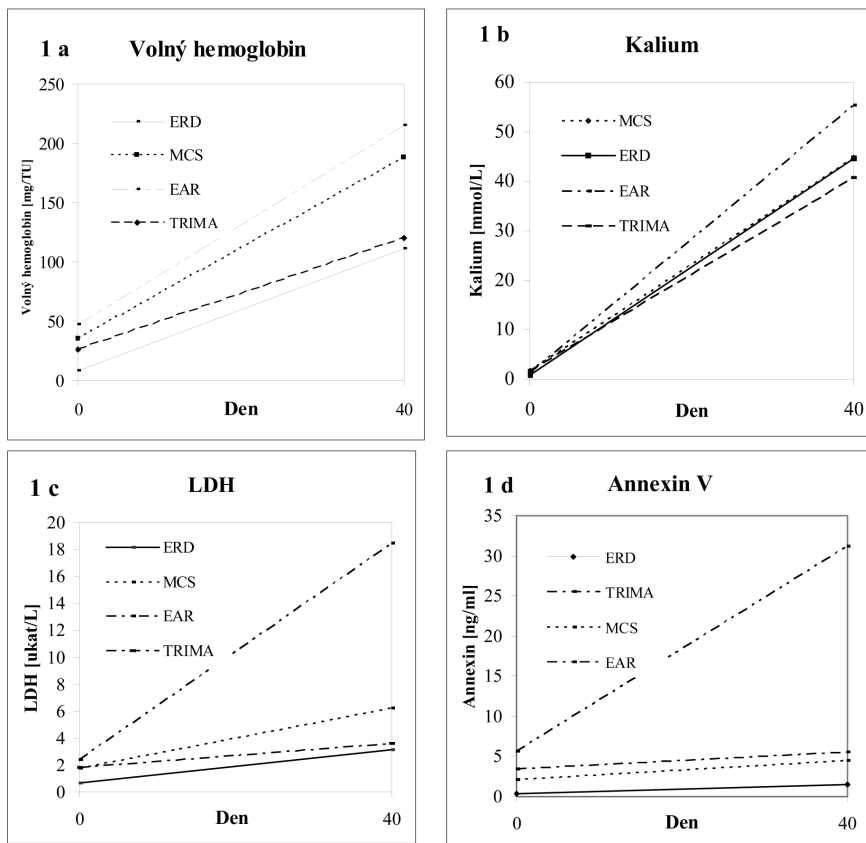 1 a
Volný hemoglobin
250
200
150
100
50
0
Volný hemoglobin [mg/TU]
ERD
MCS
EAR
TRIMA
0
Den
40
1 b
Kalium
60
50
40
30
20
10
0
Kalium [mmol/L]
MCS
ERD
EAR
TRIMA
0
Den
40
1 c
LDH
20
18
16
14
12
10
8
6
4
2
0
LDH [ukat/L]
ERD
MCS
EAR
TRIMA
0
Den
40
1 d
Annexin V
35
30
25
20
15
10
5
0
Annexin [ng/ml]
ERD
TRIMA
MCS
EAR
0
Den
40